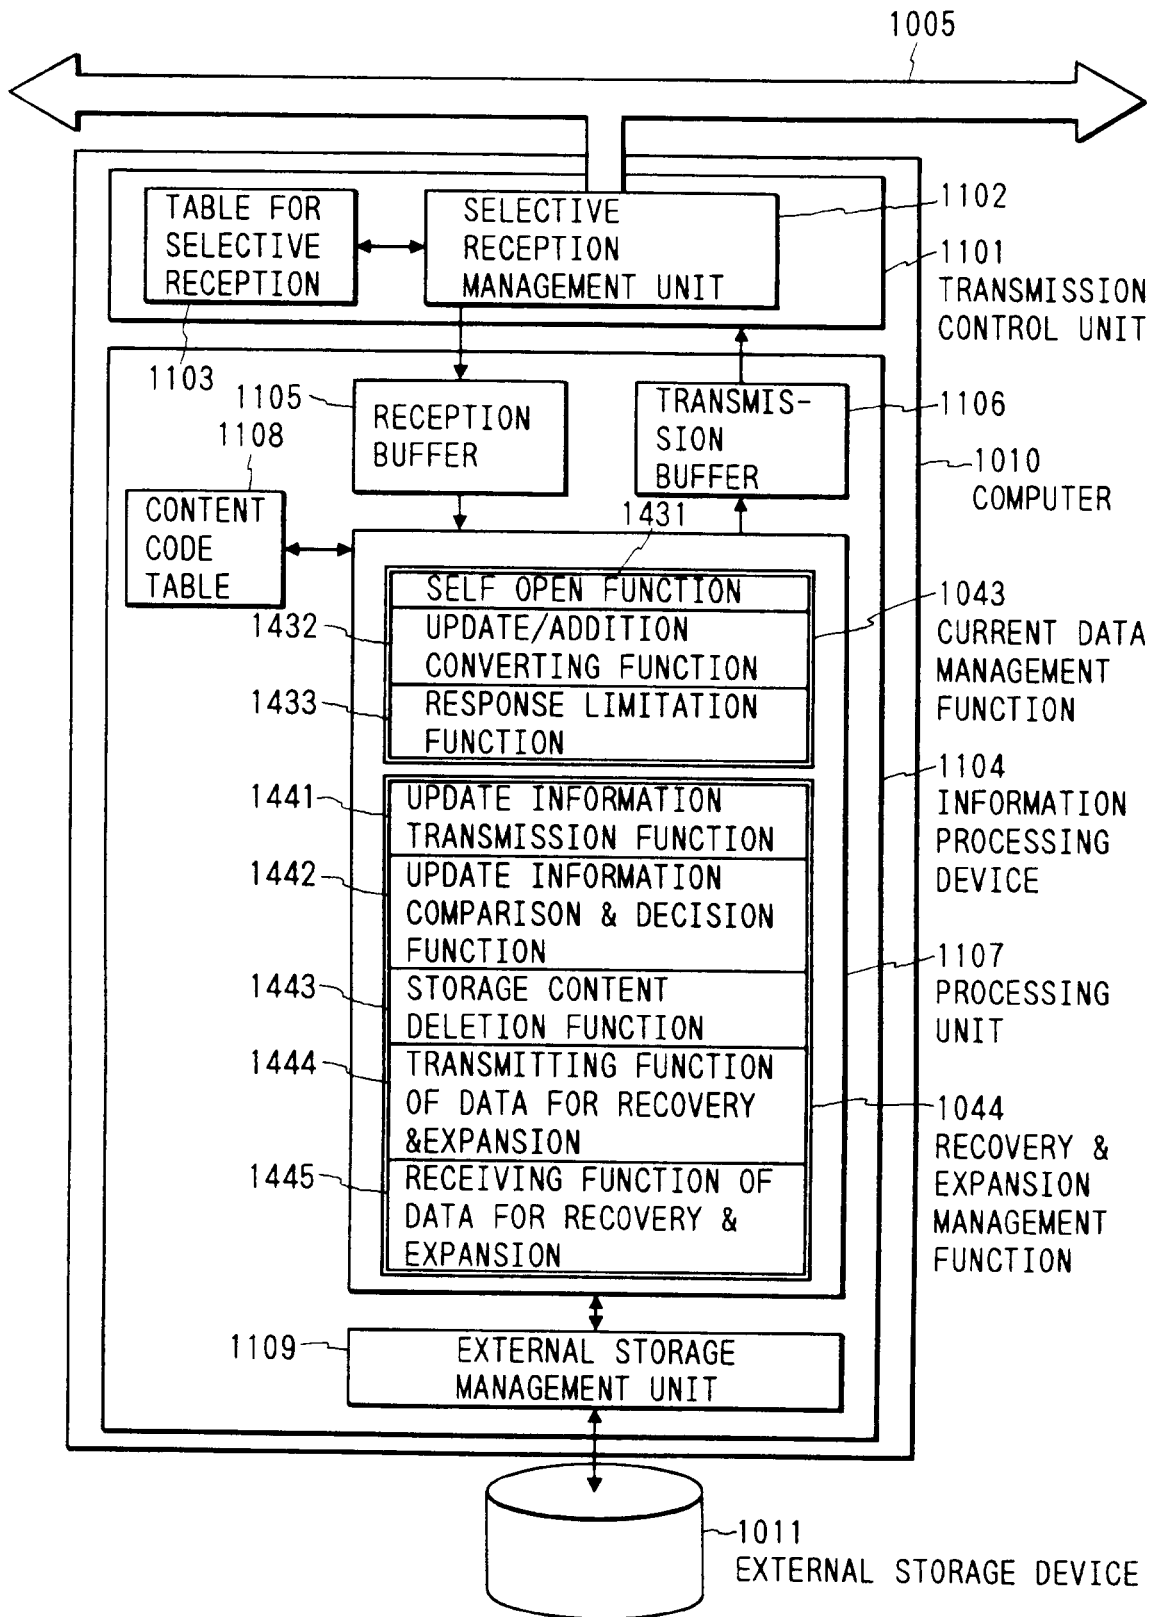 1005
TABLE FOR
SELECTIVE
RECEPTION
SELECTIVE
RECEPTION
MANAGEMENT UNIT
1102
1101
TRANSMISSION
CONTROL UNIT
1103
1105
RECEPTION
BUFFER
TRANSMIS-
SION
BUFFER
1106
1108
CONTENT
CODE
TABLE
1010
COMPUTER
1431
SELF OPEN FUNCTION
1432
UPDATE/ADDITION
CONVERTING FUNCTION
1433
RESPONSE LIMITATION
FUNCTION
1043
CURRENT DATA
MANAGEMENT
FUNCTION
1104
INFORMATION
PROCESSING
DEVICE
1441
UPDATE INFORMATION
TRANSMISSION FUNCTION
1442
UPDATE INFORMATION
COMPARISON & DECISION
FUNCTION
1107
PROCESSING
UNIT
1443
STORAGE CONTENT
DELETION FUNCTION
1444
TRANSMITTING FUNCTION
OF DATA FOR RECOVERY
&EXPANSION
1445
RECEIVING FUNCTION OF
DATA FOR RECOVERY &
EXPANSION
1044
RECOVERY &
EXPANSION
MANAGEMENT
FUNCTION
1109
EXTERNAL STORAGE
MANAGEMENT UNIT
1011
EXTERNAL STORAGE DEVICE